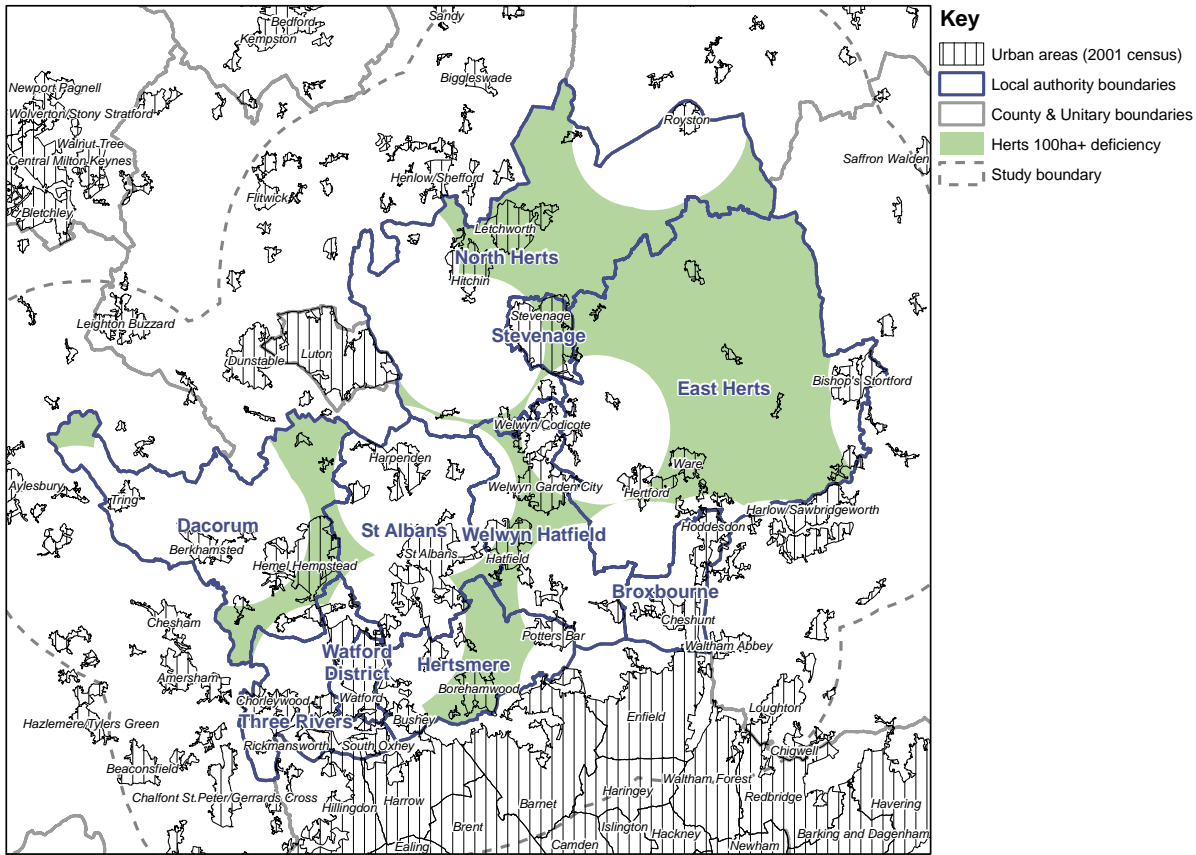 Key
Urban areas (2001 census)
Local authority boundaries
County & Unitary boundaries
Herts 100ha+ deficiency
Study boundary
Bedford
Sandy
Kempston
Biggleswade
Newport Pagnell
Wolverton/Stony Stratford
Royston
Walnut Tree
Central Milton Keynes
Saffron Walden
Henlow/Shefford
Flitwick
Bletchley
Letchworth
North Herts
Hitchin
Stevenage
Leighton Buzzard
Stevenage
Luton
Dunstable
Bishop's Stortford
East Herts
Welwyn/Codicote
Harpenden
Ware
Aylesbury
Welwyn Garden City
Hertford
Tring
Harlow/Sawbridgeworth
Dacorum
St Albans
Welwyn Hatfield
Hoddesdon
Berkhamsted
St Albans
Hatfield
Hemel Hempstead
Broxbourne
Chesham
Cheshunt
Potters Bar
Waltham Abbey
Watford
District
Hertsmere
Amersham
Borehamwood
Chorleywood
Watford
Loughton
Hazlemere/Tylers Green
Three Rivers
Bushey
Enfield
Rickmansworth
South Oxhey
Chigwell
Beaconsfield
Waltham Forest
Chalfont St.Peter/Gerrards Cross
Hillingdon
Harrow
Barnet
Haringey
Redbridge
Havering
Brent
Islington
Hackney
Barking and Dagenham
Ealing
Camden
Newham